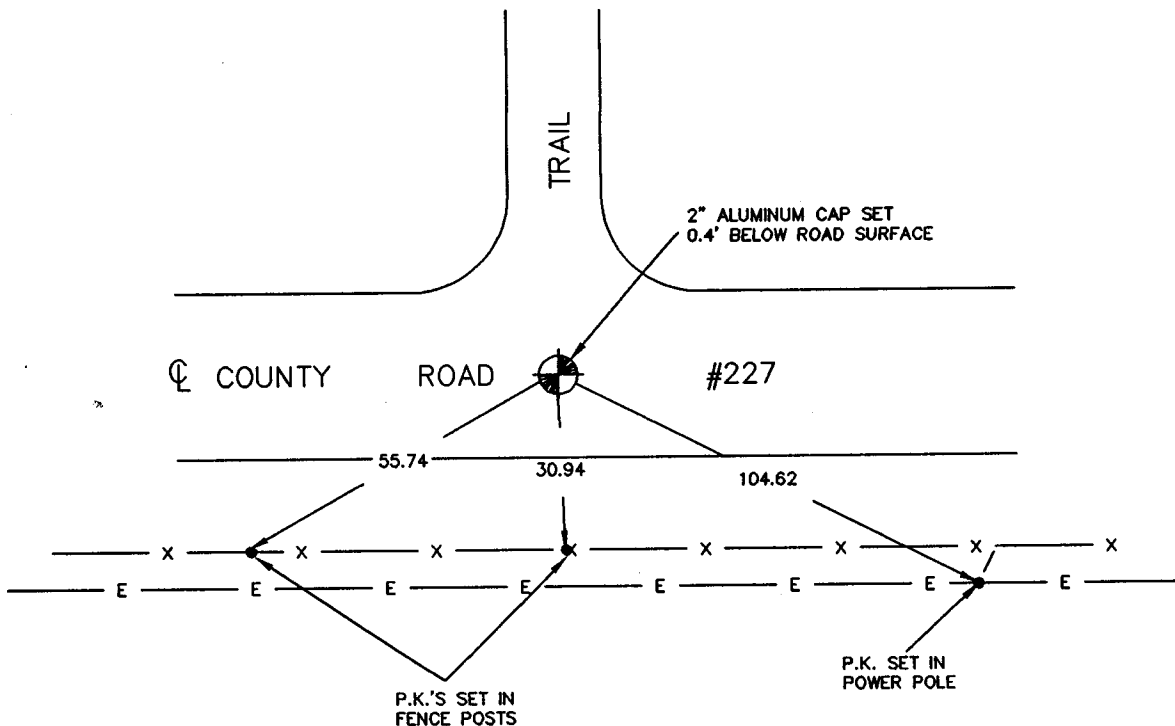 TRAIL
2" ALUMINUM CAP SET
0.4' BELOW ROAD SURFACE
℄ COUNTY ROAD #227
55.74
30.94
104.62
X X X X X X X X
E E E E E E E E
P.K.'S SET IN
FENCE POSTS
P.K. SET IN
POWER POLE